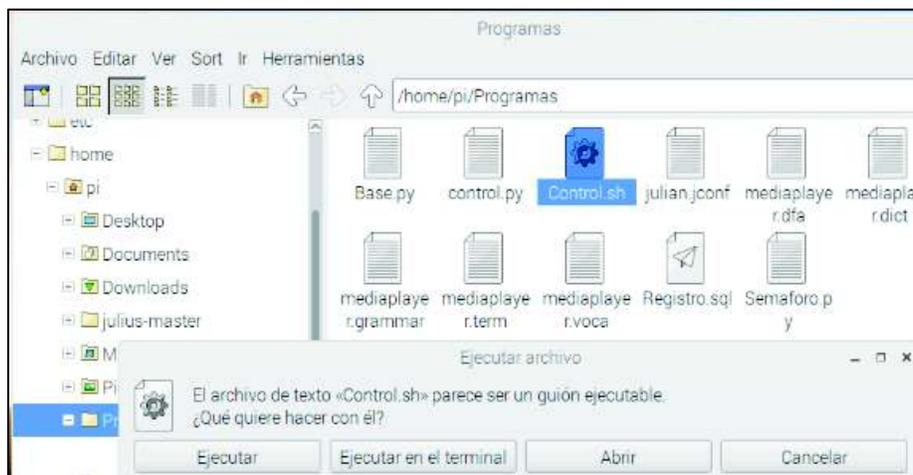 Programas
Archivo Editar Ver Sort Ir Herramientas
/home/pi/Programas
etc
home
pi
Desktop
Documents
Downloads
julius-master
M
Pi
Pr
Base.py control.py Control.sh julian.jconf mediaplaye mediapla
r.dfa r.dict
mediaplaye mediaplaye mediaplaye Registro.sql Semaforo.p
r.grammar r.term r.voca y
Ejecutar archivo
El archivo de texto «Control.sh» parece ser un guión ejecutable.
¿Qué quiere hacer con él?
Ejecutar Ejecutar en el terminal Abrir Cancelar